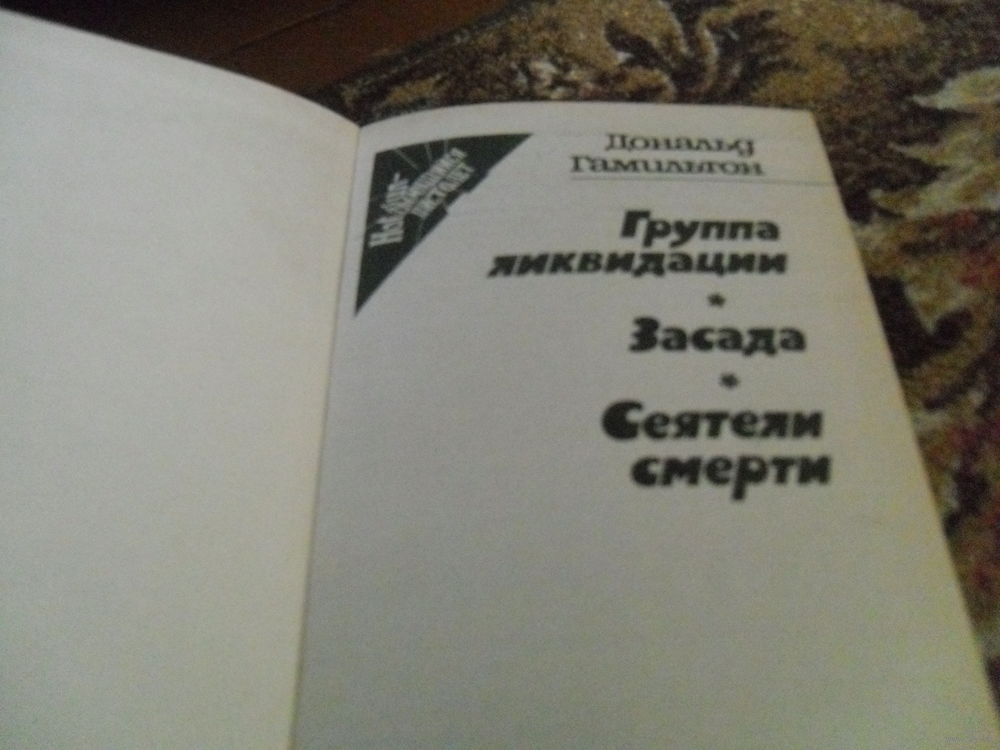 Дональд
Гамильтон
Группа
ликвидации
*
Засада
*
Сеятели
смерти